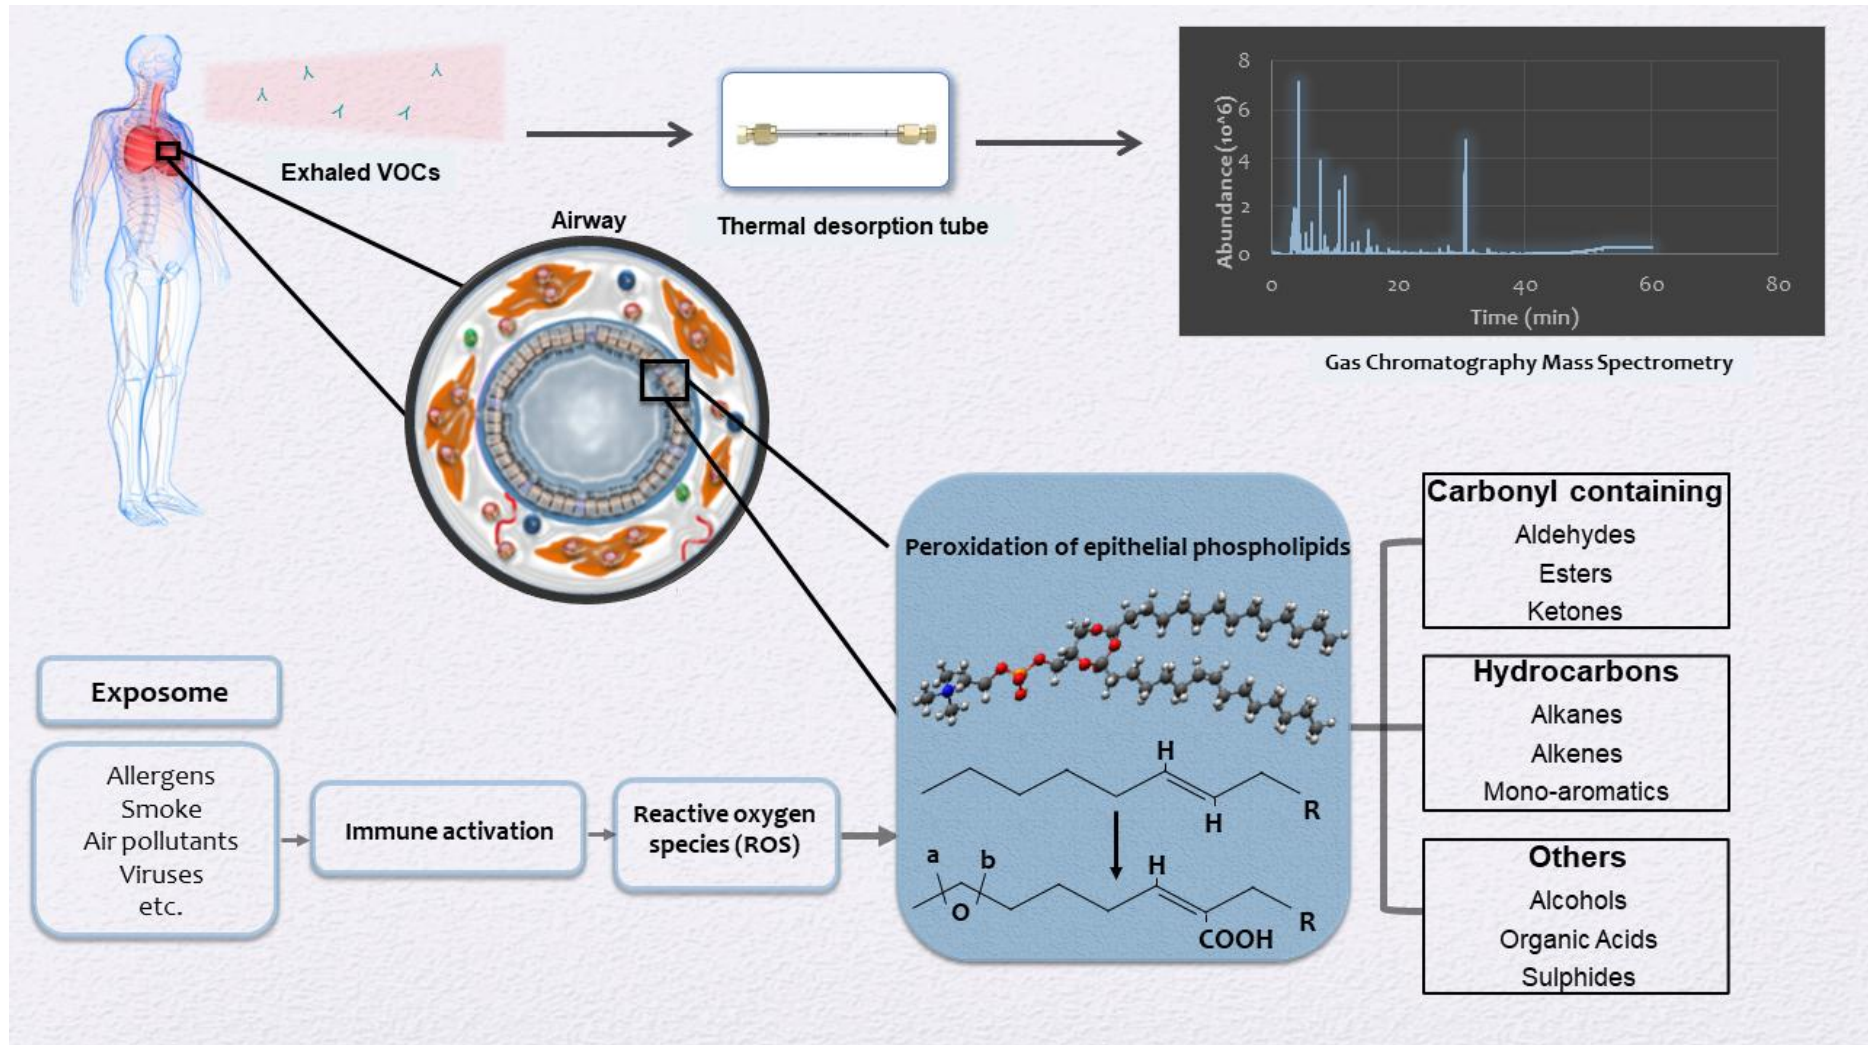 Exhaled VOCs
Thermal desorption tube
Abundance (10^6)
8
6
4
2
0
0
20
40
60
80
Time (min)
Gas Chromatography Mass Spectrometry
Airway
Exposome
Allergens
Smoke
Air pollutants
Viruses
etc.
Immune activation
Reactive oxygen
species (ROS)
Peroxidation of epithelial phospholipids
H
H
R
a
b
O
H
COOH
R
Carbonyl containing
Aldehydes
Esters
Ketones
Hydrocarbons
Alkanes
Alkenes
Mono-aromatics
Others
Alcohols
Organic Acids
Sulphides